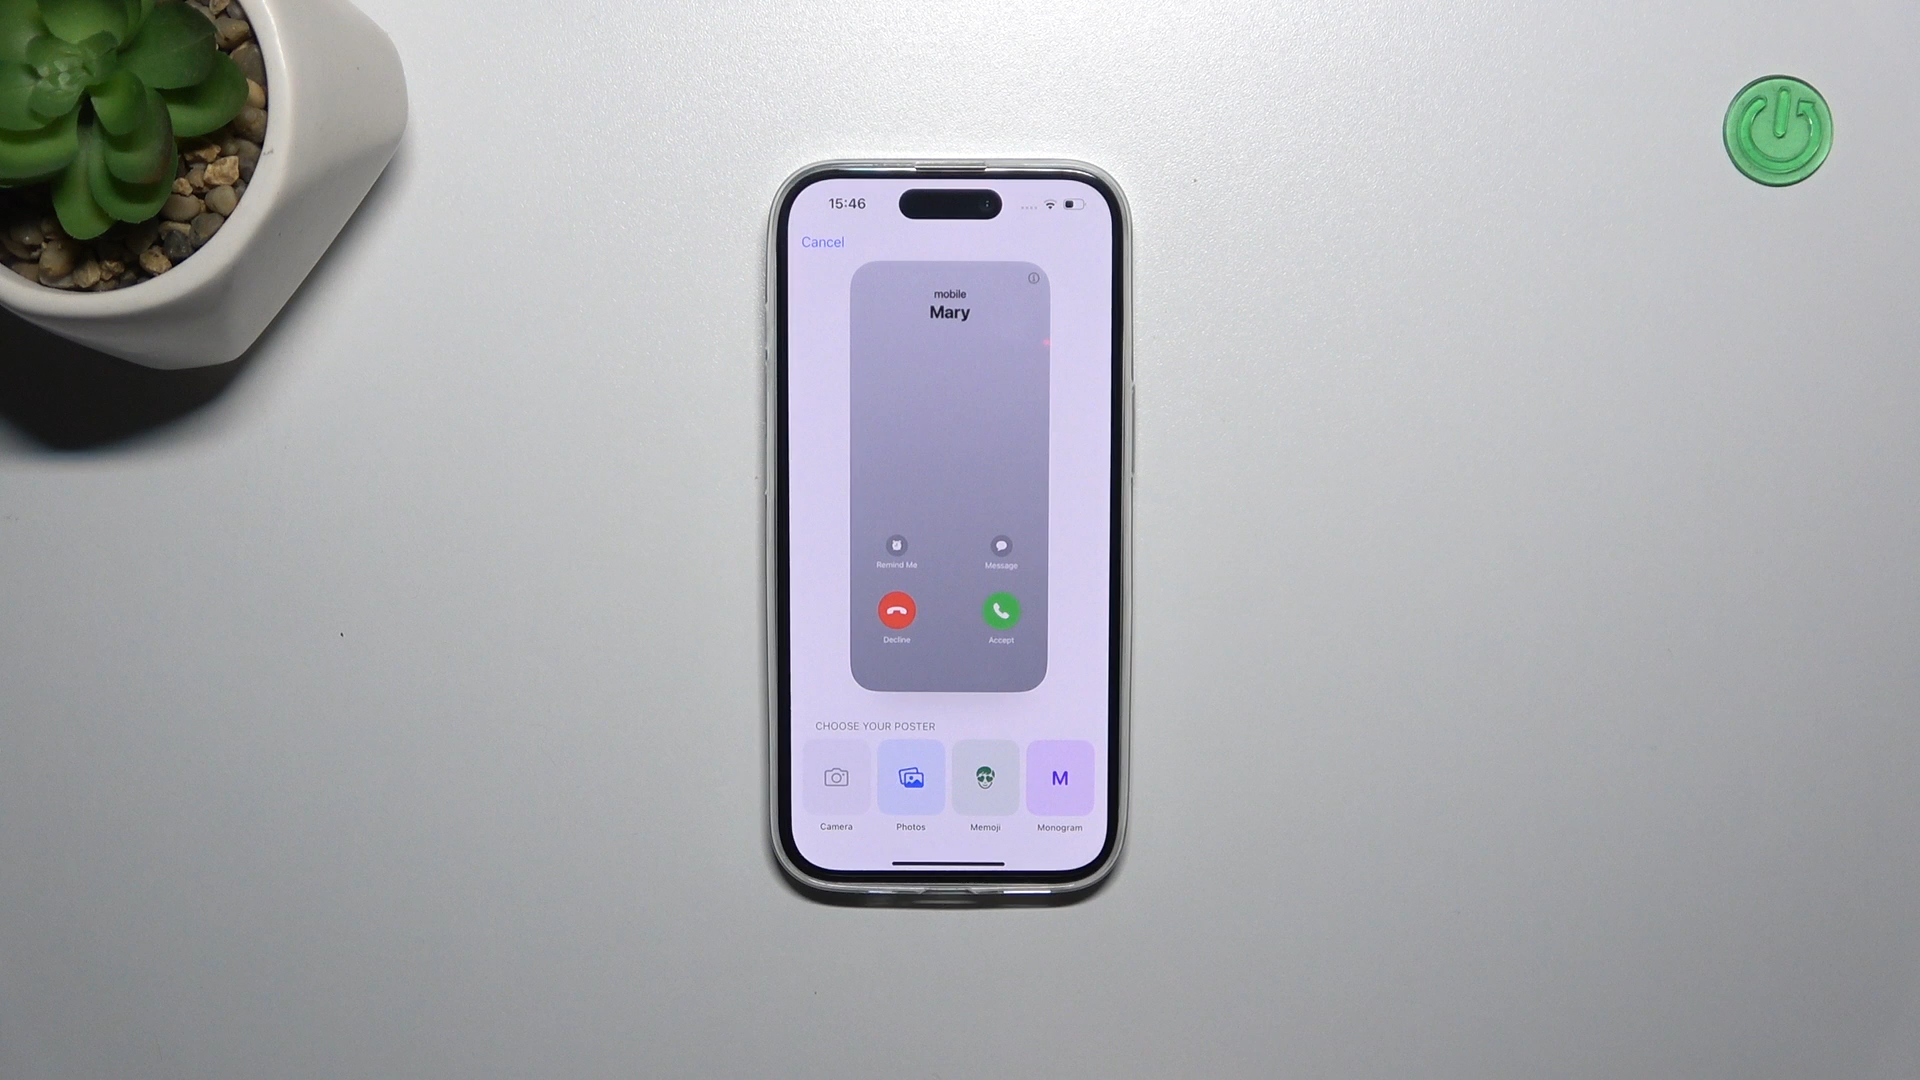 15:46
Cancel
mobile
Mary
Remind Me
Message
Decline
Accept
CHOOSE YOUR POSTER
M
Camera
Photos
Memoji
Monogram